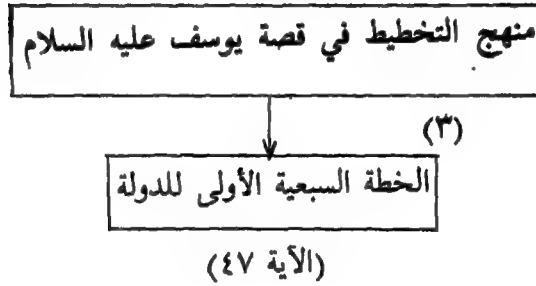 منهج التخطيط في قصة يوسف عليه السلام
(٣)
الخطة السبعية الأولى للدولة
(الآية ٤٧)